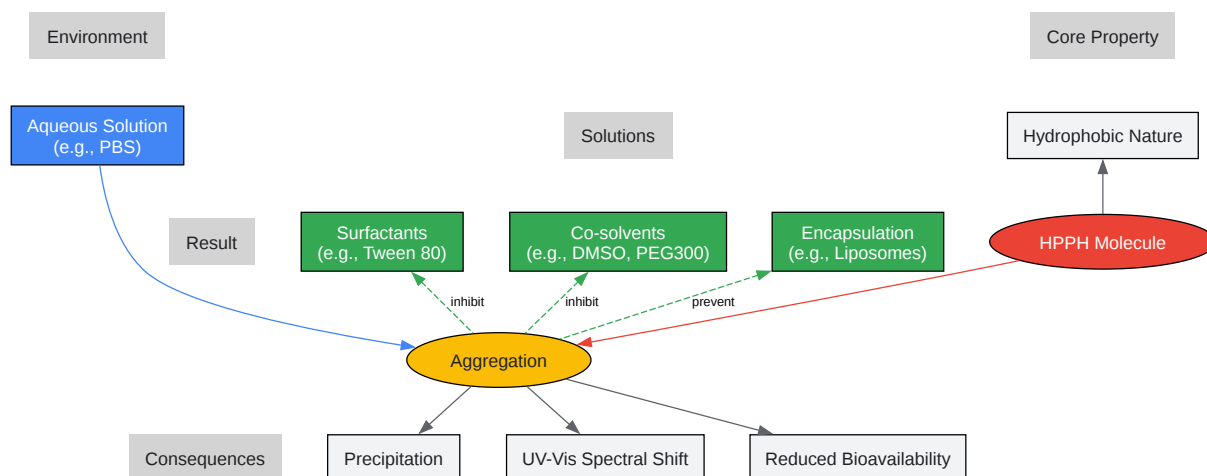 Environment
Core Property
Aqueous Solution
(e.g., PBS)
Solutions
Hydrophobic Nature
Result
Surfactants
(e.g., Tween 80)
Co-solvents
(e.g., DMSO, PEG300)
Encapsulation
(e.g., Liposomes)
HPPH Molecule
inhibit
inhibit
prevent
Aggregation
Consequences
Precipitation
UV-Vis Spectral Shift
Reduced Bioavailability